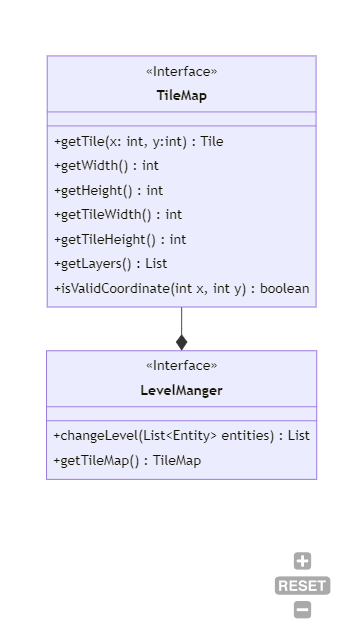 «Interface»
TileMap
+getTile(x: int, y:int) : Tile
+getWidth() : int
+getHeight() : int
+getTileWidth() : int
+getTileHeight() : int
+getLayers() : List
+isValidCoordinate(int x, int y) : boolean
«Interface»
LevelManger
+changeLevel(List<Entity> entities) : List
+getTileMap() : TileMap
RESET